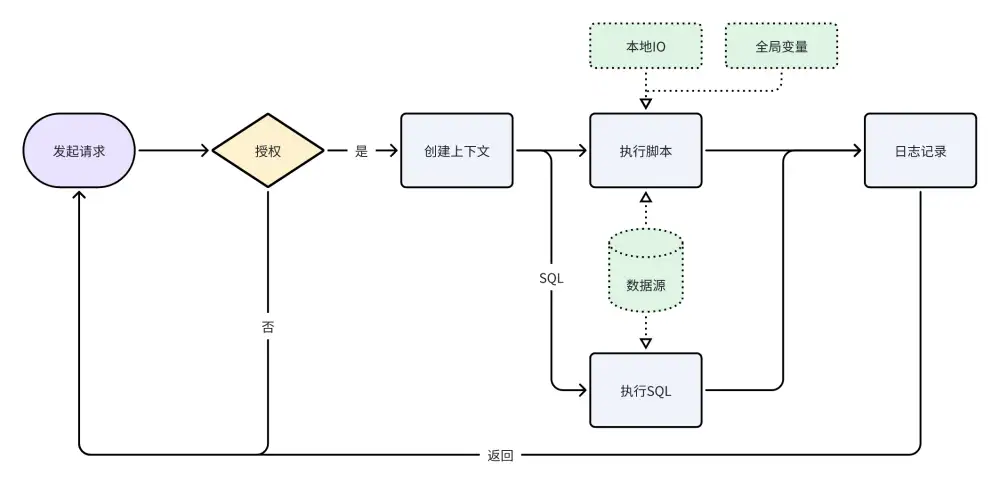 本地IO
全局变量
发起请求
授权
是
创建上下文
执行脚本
日志记录
SQL
数据源
否
执行SQL
返回